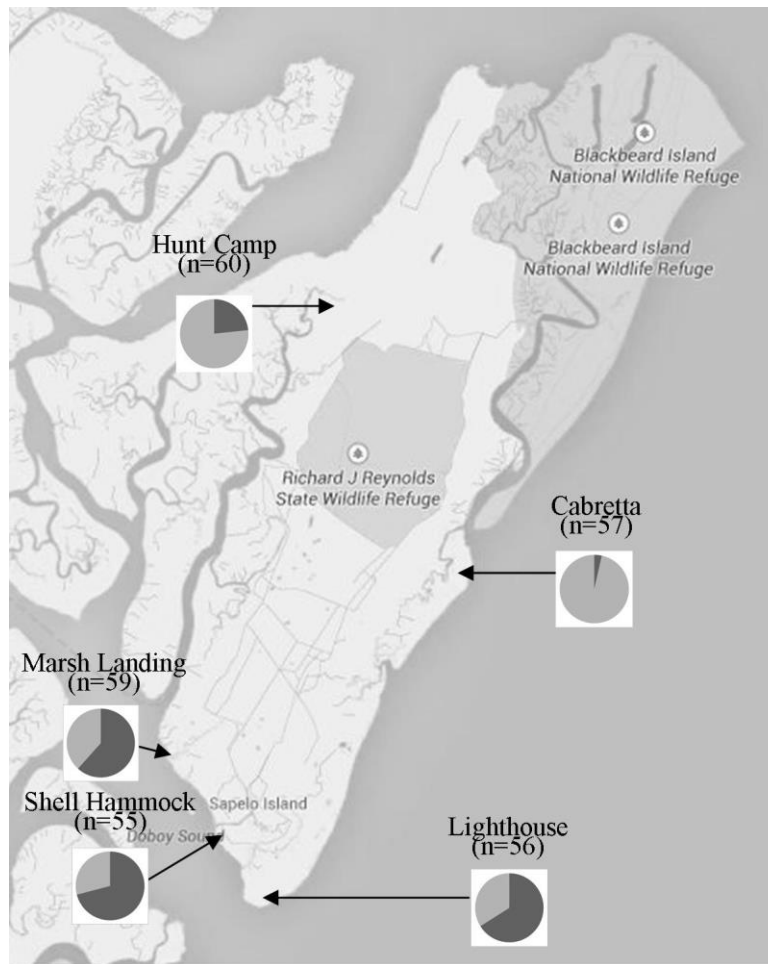 Blackbeard Island
National Wildlife Refuge
Blackbeard Island
National Wildlife Refuge
Hunt Camp
(n=60)
Richard J Reynolds
State Wildlife Refuge
Cabretta
(n=57)
Marsh Landing
(n=59)
Shell Hammock
(n=55)
Sapelo Island
Doboy Sound
Lighthouse
(n=56)